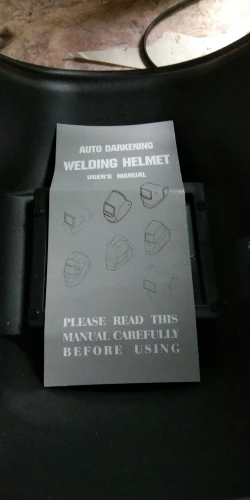 AUTO DARKENING
WELDING HELMET
USER'S MANUAL
PLEASE READ THIS
MANUAL CAREFULLY
BEFORE USING